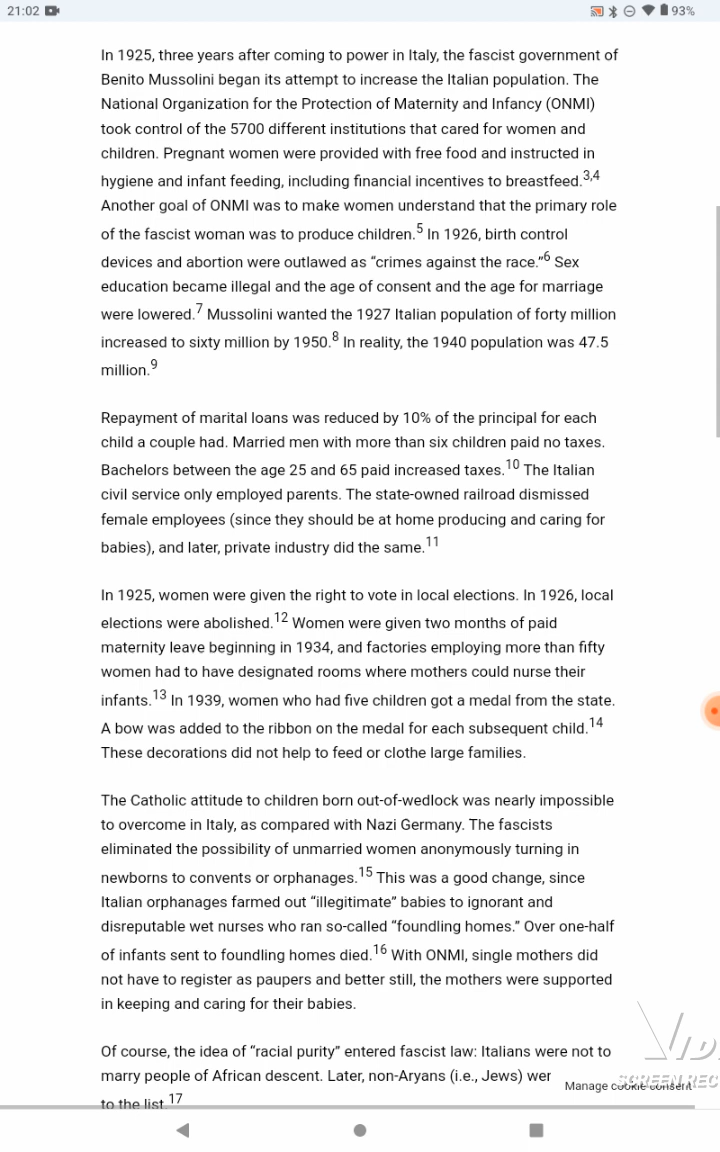 21:02
93%
In 1925, three years after coming to power in Italy, the fascist government of
Benito Mussolini began its attempt to increase the Italian population. The
National Organization for the Protection of Maternity and Infancy (ONMI)
took control of the 5700 different institutions that cared for women and
children. Pregnant women were provided with free food and instructed in
hygiene and infant feeding, including financial incentives to breastfeed.3,4
Another goal of ONMI was to make women understand that the primary role
of the fascist woman was to produce children.5 In 1926, birth control
devices and abortion were outlawed as “crimes against the race.”6 Sex
education became illegal and the age of consent and the age for marriage
were lowered.7 Mussolini wanted the 1927 Italian population of forty million
increased to sixty million by 1950.8 In reality, the 1940 population was 47.5
million.9
Repayment of marital loans was reduced by 10% of the principal for each
child a couple had. Married men with more than six children paid no taxes.
Bachelors between the age 25 and 65 paid increased taxes.10 The Italian
civil service only employed parents. The state-owned railroad dismissed
female employees (since they should be at home producing and caring for
babies), and later, private industry did the same.11
In 1925, women were given the right to vote in local elections. In 1926, local
elections were abolished.12 Women were given two months of paid
maternity leave beginning in 1934, and factories employing more than fifty
women had to have designated rooms where mothers could nurse their
infants.13 In 1939, women who had five children got a medal from the state.
A bow was added to the ribbon on the medal for each subsequent child.14
These decorations did not help to feed or clothe large families.
The Catholic attitude to children born out-of-wedlock was nearly impossible
to overcome in Italy, as compared with Nazi Germany. The fascists
eliminated the possibility of unmarried women anonymously turning in
newborns to convents or orphanages.15 This was a good change, since
Italian orphanages farmed out “illegitimate” babies to ignorant and
disreputable wet nurses who ran so-called “foundling homes.” Over one-half
of infants sent to foundling homes died.16 With ONMI, single mothers did
not have to register as paupers and better still, the mothers were supported
in keeping and caring for their babies.
Of course, the idea of “racial purity” entered fascist law: Italians were not to
marry people of African descent. Later, non-Aryans (i.e., Jews) wer
to the list.17
Manage cookie consent
VID
SCREEN REC